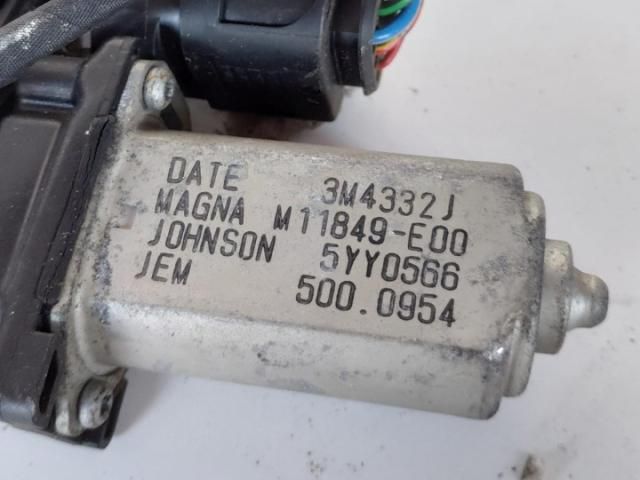 DATE 3M4332J
MAGNA M11849-E00
JOHNSON 5YY0566
JEM 500.0954